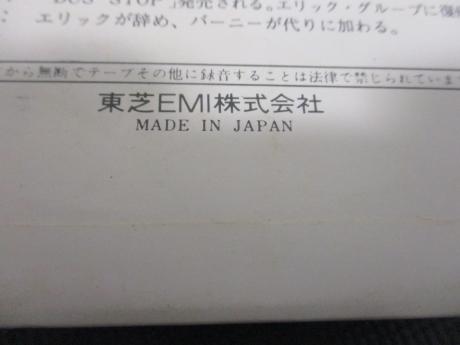 BUS STOP」発売される。エリック・グループに復帰
エリックが辞め、バーニーが代りに加わる。
から無断でテープその他に録音することは法律で禁じられています
東芝EMI株式会社
MADE IN JAPAN